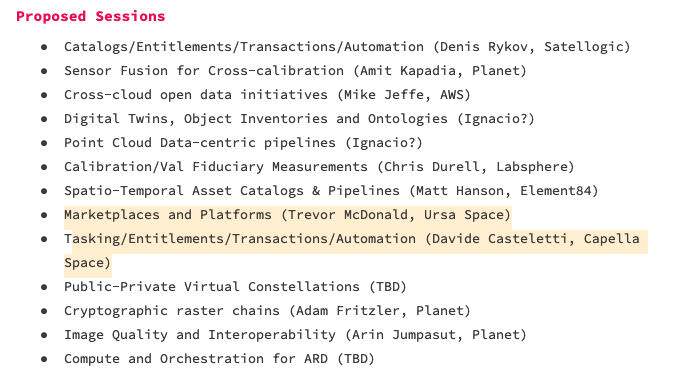 Proposed Sessions
● Catalogs/Entitlements/Transactions/Automation (Denis Rykov, Satellogic)
● Sensor Fusion for Cross-calibration (Amit Kapadia, Planet)
● Cross-cloud open data initiatives (Mike Jeffe, AWS)
● Digital Twins, Object Inventories and Ontologies (Ignacio?)
● Point Cloud Data-centric pipelines (Ignacio?)
● Calibration/Val Fiduciary Measurements (Chris Durell, Labsphere)
● Spatio-Temporal Asset Catalogs & Pipelines (Matt Hanson, Element84)
● Marketplaces and Platforms (Trevor McDonald, Ursa Space)
● Tasking/Entitlements/Transactions/Automation (Davide Casteletti, Capella
Space)
● Public-Private Virtual Constellations (TBD)
● Cryptographic raster chains (Adam Fritzler, Planet)
● Image Quality and Interoperability (Arin Jumpasut, Planet)
● Compute and Orchestration for ARD (TBD)